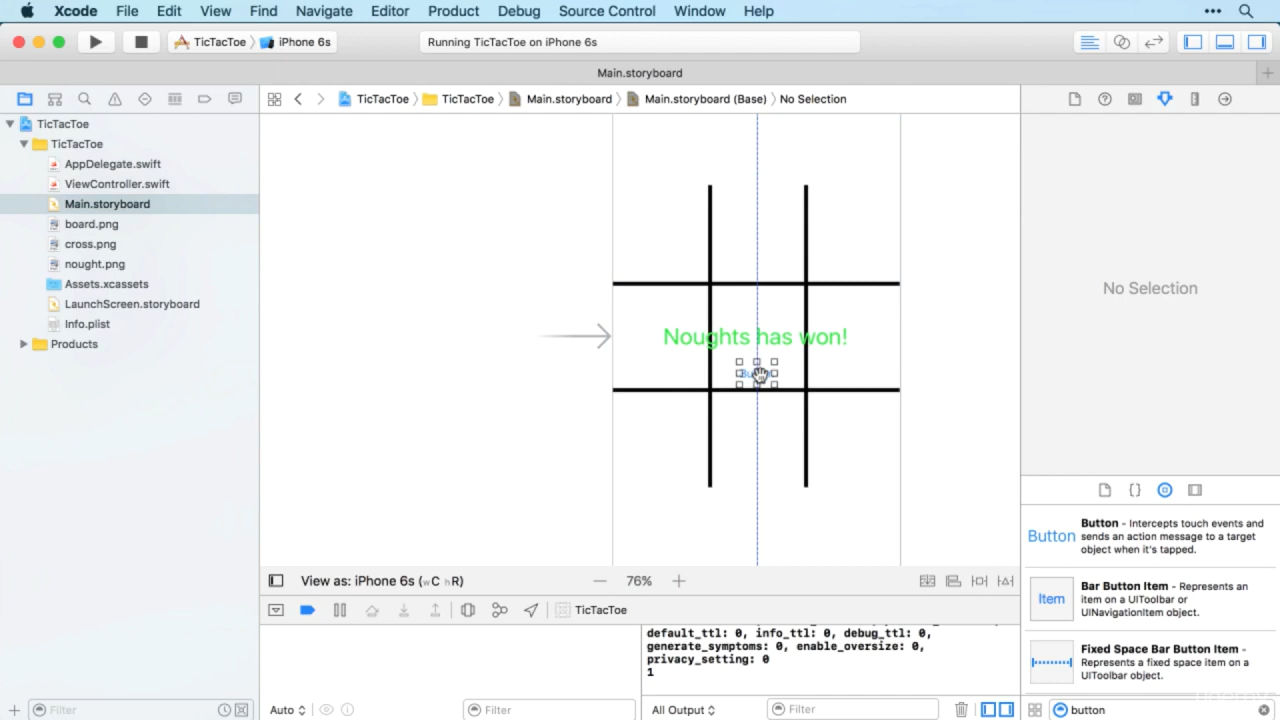 Xcode File Edit View Find Navigate Editor Product Debug Source Control Window Help
TicTacToe iPhone 6s
Running TicTacToe on iPhone 6s
Main.storyboard
TicTacToe TicTacToe Main.storyboard Main.storyboard (Base) No Selection
TicTacToe
TicTacToe
AppDelegate.swift
ViewController.swift
Main.storyboard
board.png
cross.png
nought.png
Assets.xcassets
LaunchScreen.storyboard
Info.plist
Products
Noughts has won!
No Selection
Button - Intercepts touch events and
Button sends an action message to a target
object when it's tapped.
Bar Button Item - Represents an
Item item on a UIToolbar or
UINavigationItem object.
Fixed Space Bar Button Item -
Represents a fixed space item on a
UIToolbar object.
View as: iPhone 6s (wC hR) 76%
TicTacToe
default_ttl: 0, info_ttl: 0, debug_ttl: 0,
generate_symptoms: 0, enable_oversize: 0,
privacy_setting: 0
1
Filter Auto Filter All Output Filter button